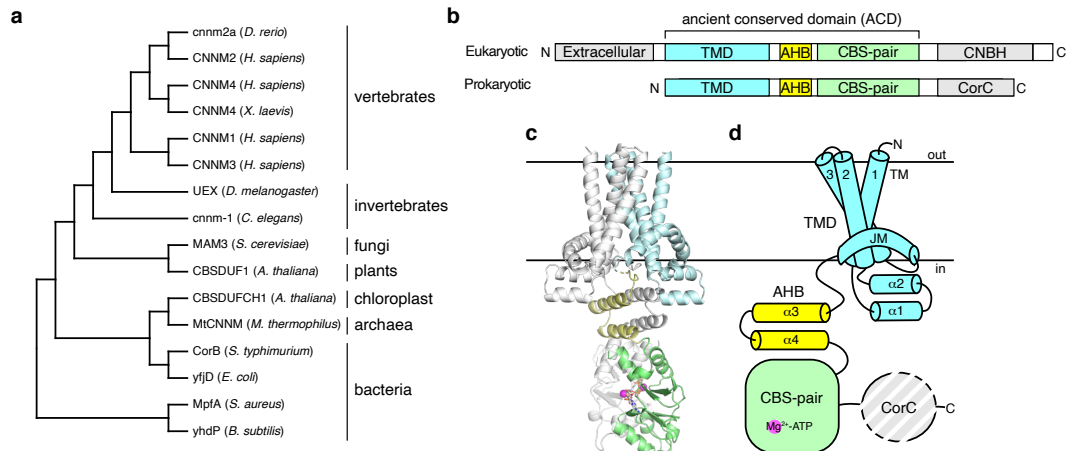 a
cnnm2a (D. rerio)
CNNM2 (H. sapiens)
CNNM4 (H. sapiens)
CNNM4 (X. laevis)
CNNM1 (H. sapiens)
CNNM3 (H. sapiens)
UEX (D. melanogaster)
cnnm-1 (C. elegans)
MAM3 (S. cerevisiae)
CBSDUF1 (A. thaliana)
CBSDUFCH1 (A. thaliana)
MtCNNM (M. thermophilus)
CorB (S. typhimurium)
yfjD (E. coli)
MpfA (S. aureus)
yhdP (B. subtilis)
vertebrates
invertebrates
fungi
plants
chloroplast
archaea
bacteria
b
ancient conserved domain (ACD)
Eukaryotic N Extracellular TMD AHB CBS-pair CNBH C
Prokaryotic N TMD AHB CBS-pair CorC C
c
d
N
out
3 2 1 TM
TMD
JM
in
α2
α1
AHB
α3
α4
CBS-pair
Mg²⁺-ATP
CorC C